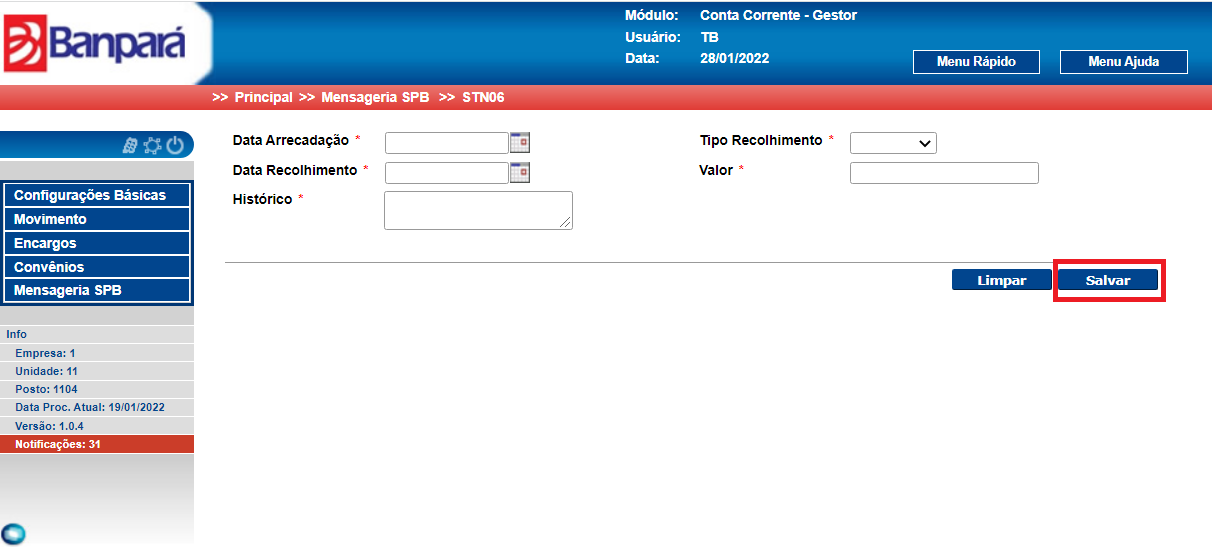 Banpará
Módulo: Conta Corrente - Gestor
Usuário: TB
Data: 28/01/2022
Menu Rápido
Menu Ajuda
>> Principal >> Mensageria SPB >> STN06
Data Arrecadação *
Tipo Recolhimento *
Data Recolhimento *
Valor *
Histórico *
Limpar
Salvar
Configurações Básicas
Movimento
Encargos
Convênios
Mensageria SPB
Info
Empresa: 1
Unidade: 11
Posto: 1104
Data Proc. Atual: 19/01/2022
Versão: 1.0.4
Notificações: 31